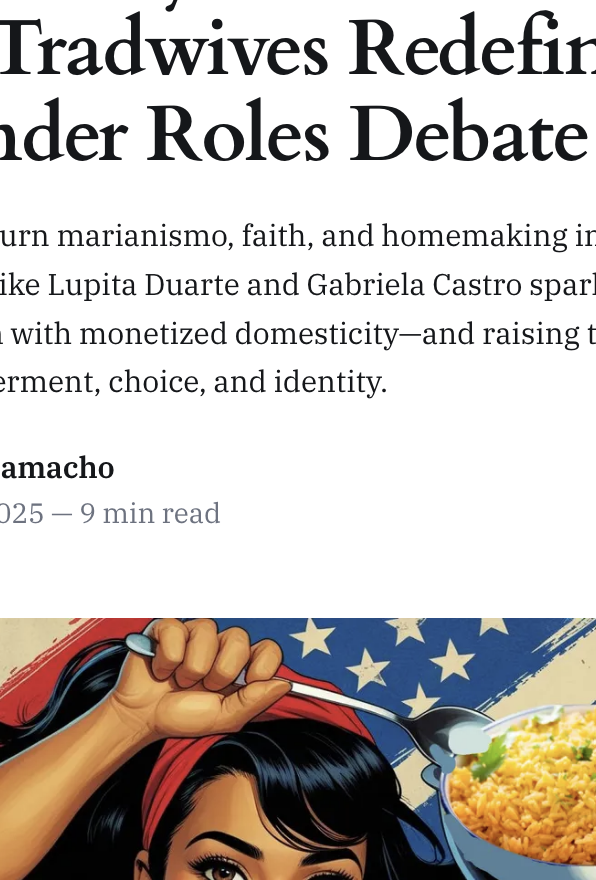 Tradwives Redefin
nder Roles Debate
urn marianismo, faith, and homemaking in
ike Lupita Duarte and Gabriela Castro spark
n with monetized domesticity—and raising t
erment, choice, and identity.
amacho
025 — 9 min read